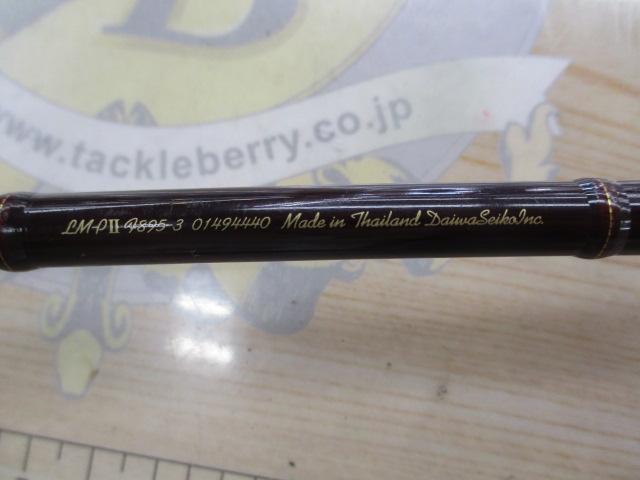 www.tackleberry.co.jp
LM-PII 9895-3 01494440 Made in Thailand DaiwaSeikoInc.